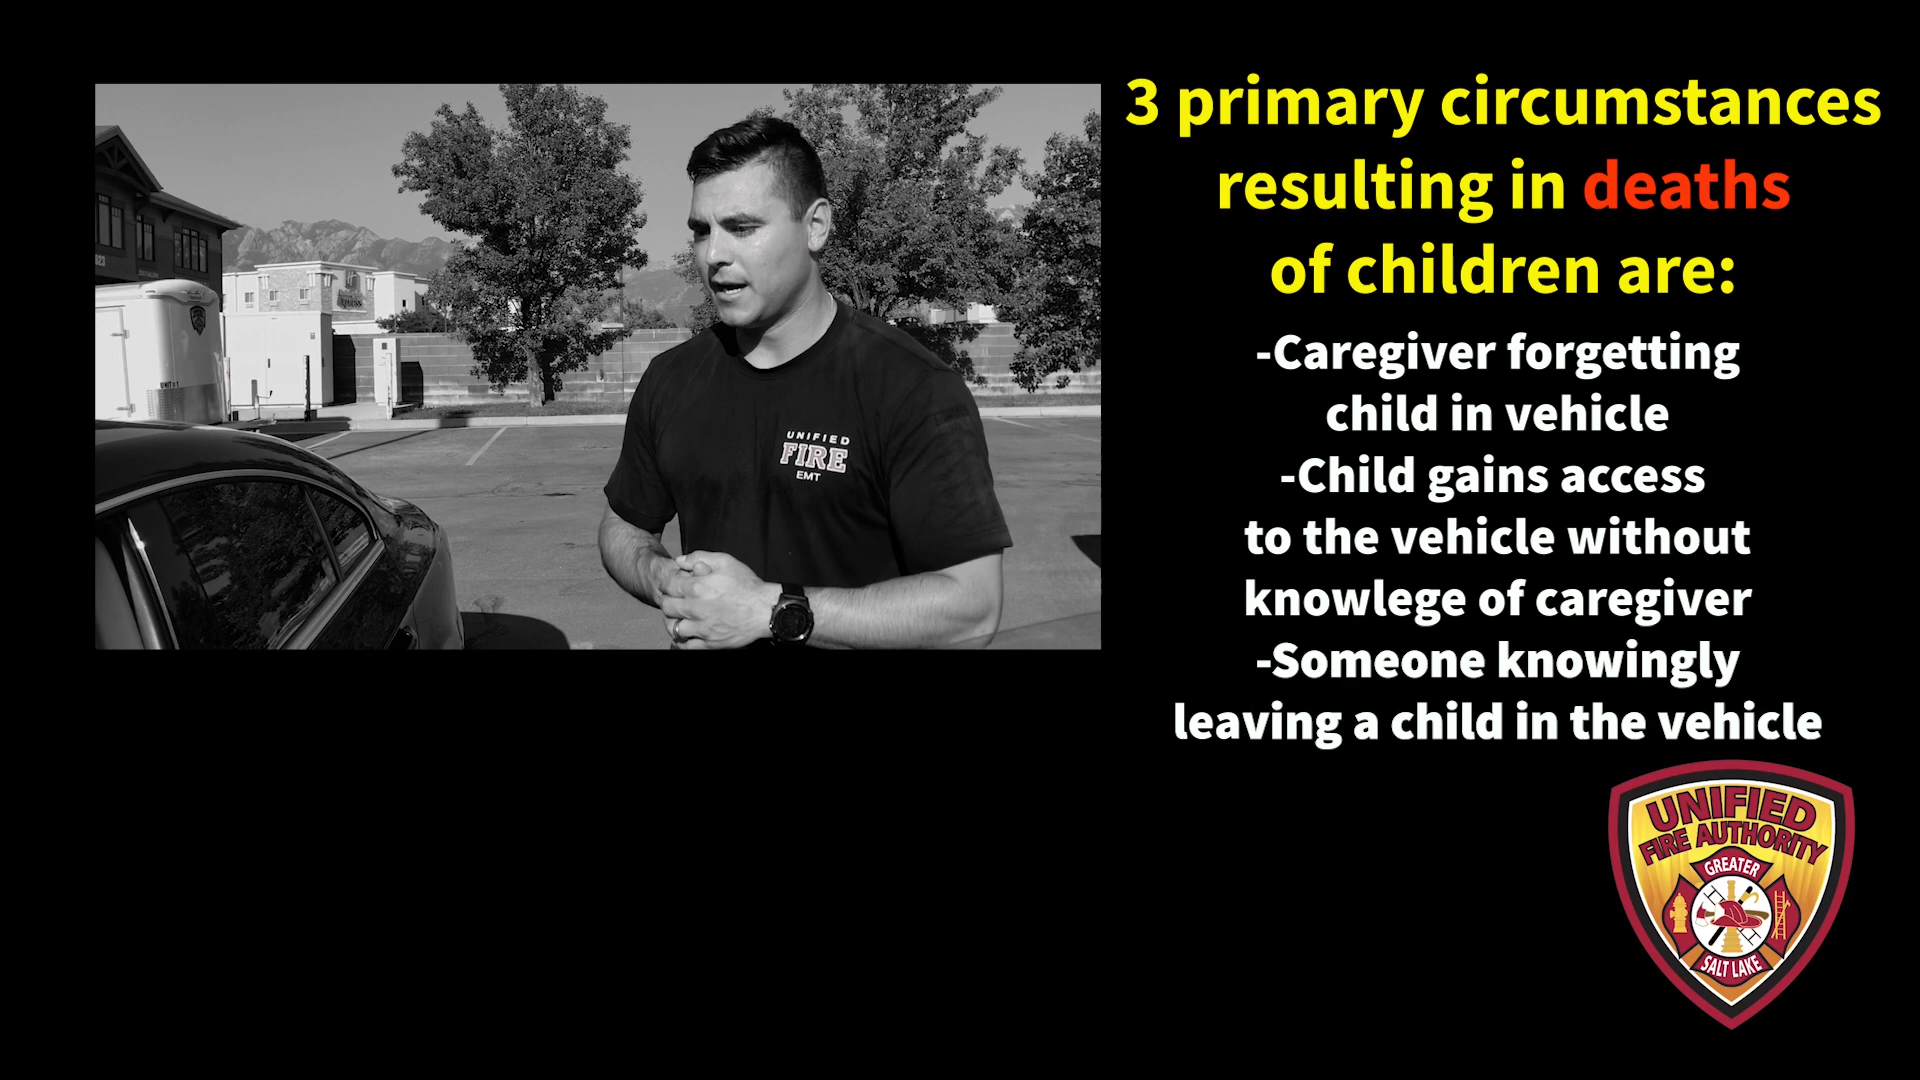 3 primary circumstances
resulting in deaths
of children are:
-Caregiver forgetting
child in vehicle
-Child gains access
to the vehicle without
knowlege of caregiver
-Someone knowingly
leaving a child in the vehicle
UNIFIED
FIRE
EMT
UNIT#1
UNIFIED
FIRE AUTHORITY
GREATER
SALT LAKE